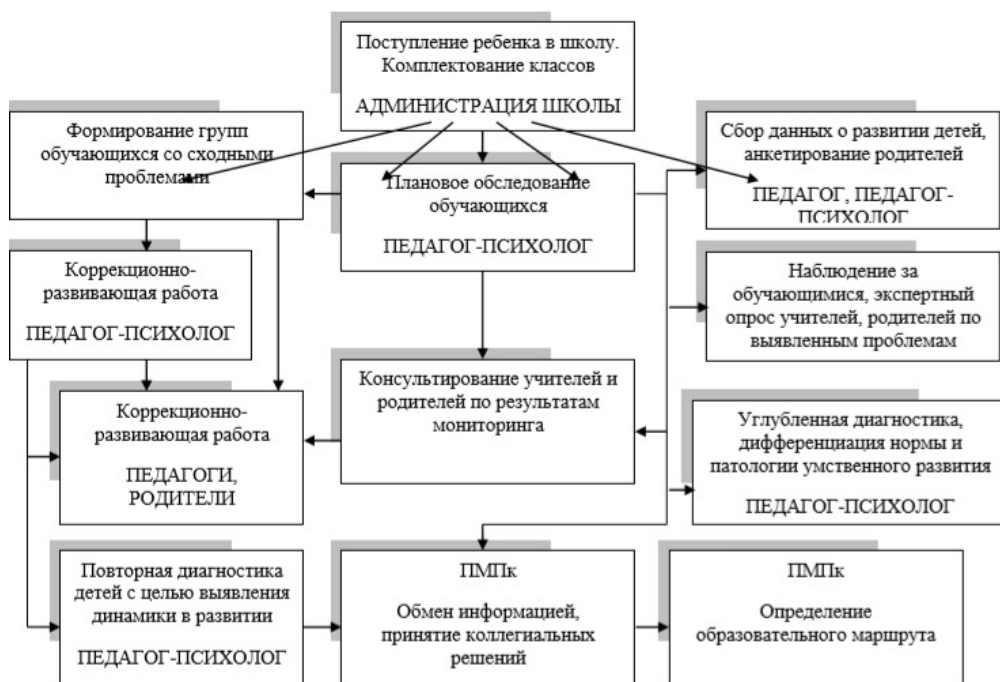 Поступление ребенка в школу.
Комплектование классов
АДМИНИСТРАЦИЯ ШКОЛЫ
Формирование групп
обучающихся со сходными
проблемами
Плановое обследование
обучающихся
ПЕДАГОГ-ПСИХОЛОГ
Сбор данных о развитии детей,
анкетирование родителей
ПЕДАГОГ, ПЕДАГОГ-
ПСИХОЛОГ
Коррекционно-
развивающая работа
ПЕДАГОГ-ПСИХОЛОГ
Наблюдение за
обучающимися, экспертный
опрос учителей, родителей по
выявленным проблемам
Коррекционно-
развивающая работа
ПЕДАГОГИ,
РОДИТЕЛИ
Консультирование учителей и
родителей по результатам
мониторинга
Углубленная диагностика,
дифференциация нормы и
патологии умственного развития
ПЕДАГОГ-ПСИХОЛОГ
Повторная диагностика
детей с целью выявления
динамики в развитии
ПЕДАГОГ-ПСИХОЛОГ
ПМПк
Обмен информацией,
принятие коллегиальных
решений
ПМПк
Определение
образовательного маршрута